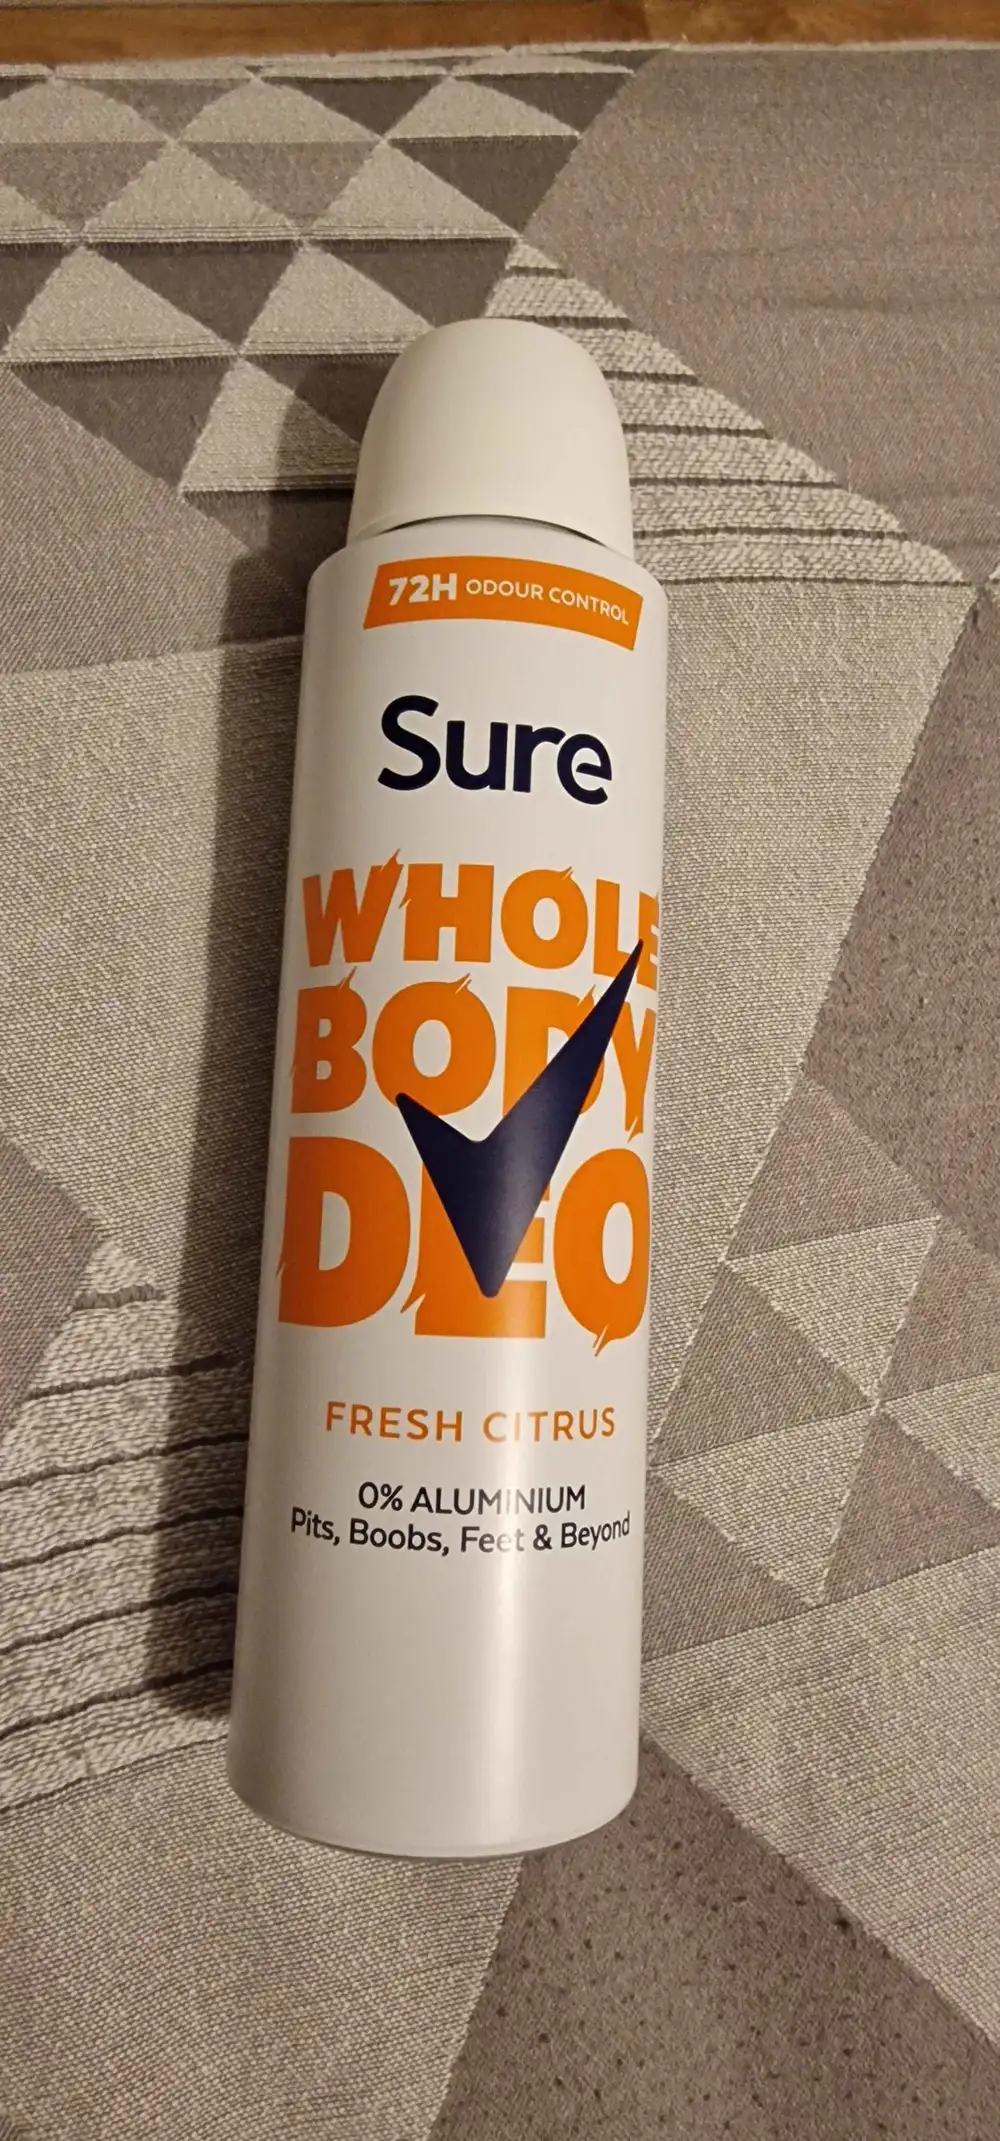 72H ODOUR CONTROL
Sure
WHOLE
BODY
DEO
FRESH CITRUS
0% ALUMINIUM
Pits, Boobs, Feet & Beyond